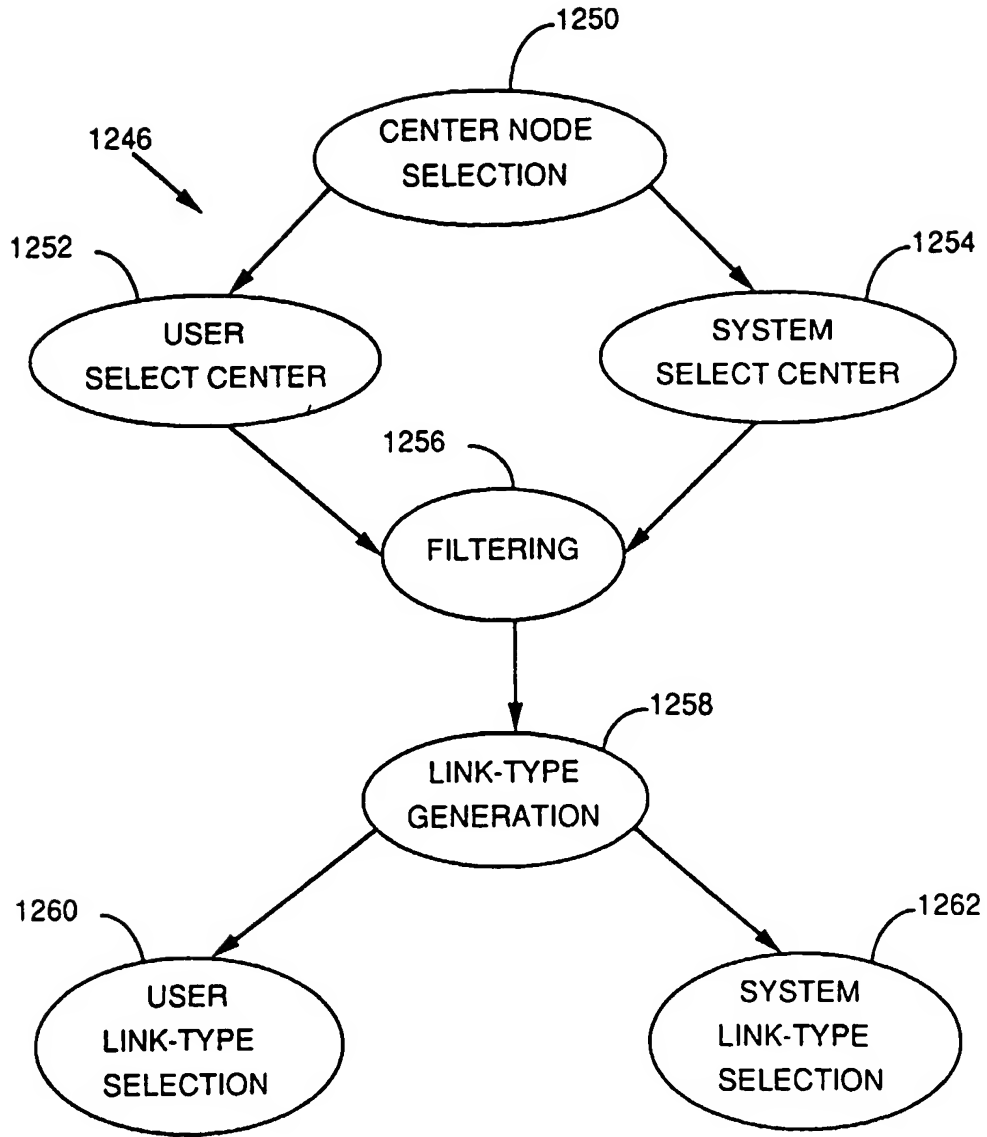 1250
CENTER NODE
SELECTION
1246
1252
1254
USER
SELECT CENTER
SYSTEM
SELECT CENTER
1256
FILTERING
1258
LINK-TYPE
GENERATION
1260
1262
USER
LINK-TYPE
SELECTION
SYSTEM
LINK-TYPE
SELECTION